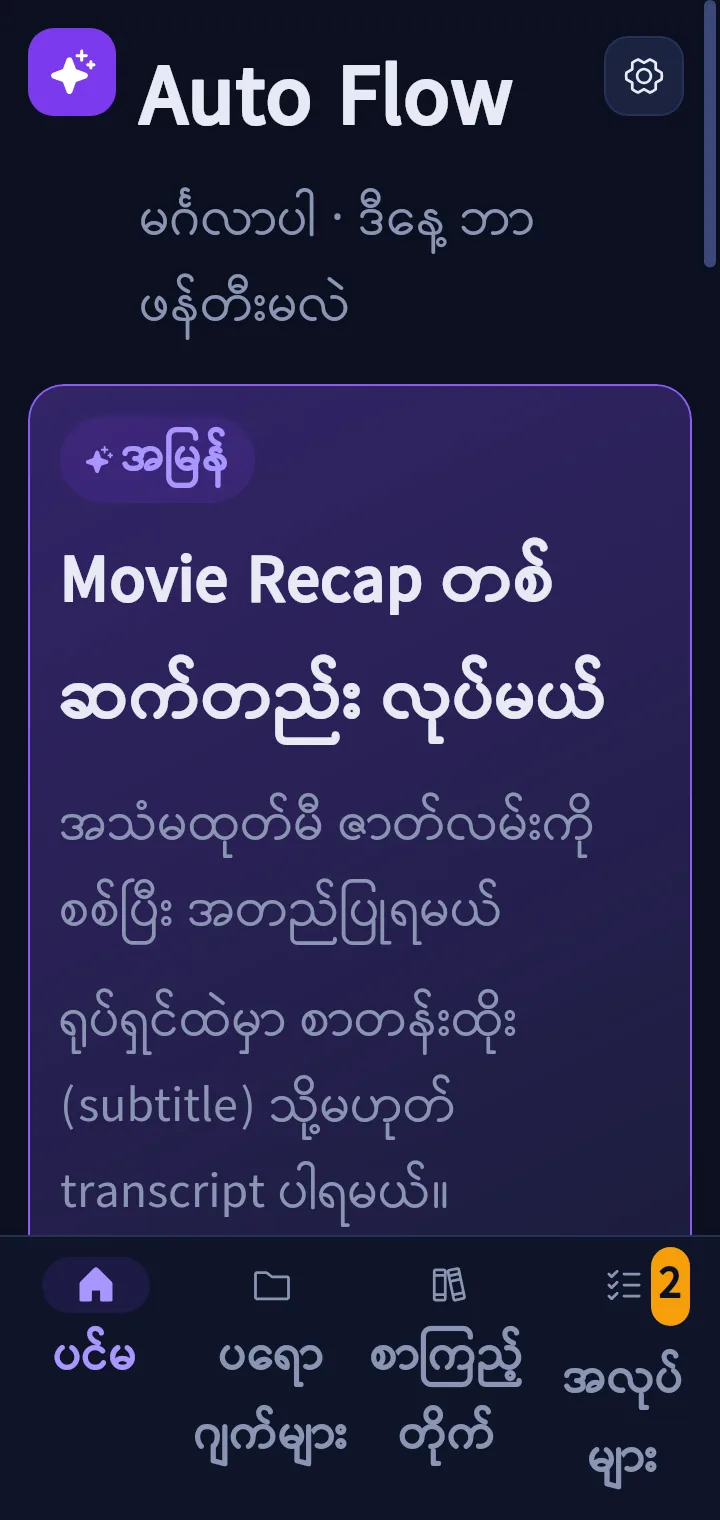 Auto Flow
မင်္ဂလာပါ · ဒီနေ့ ဘာ
ဖန်တီးမလဲ
အမြန်
Movie Recap တစ်
ဆက်တည်း လုပ်မယ်
အသံမထုတ်မီ ဇာတ်လမ်းကို
စစ်ပြီး အတည်ပြုရမယ်
ရုပ်ရှင်ထဲမှာ စာတန်းထိုး
(subtitle) သို့မဟုတ်
transcript ပါရမယ်။
2
ပင်မ
ပရော
ဂျက်များ
စာကြည့်
တိုက်
အလုပ်
များ